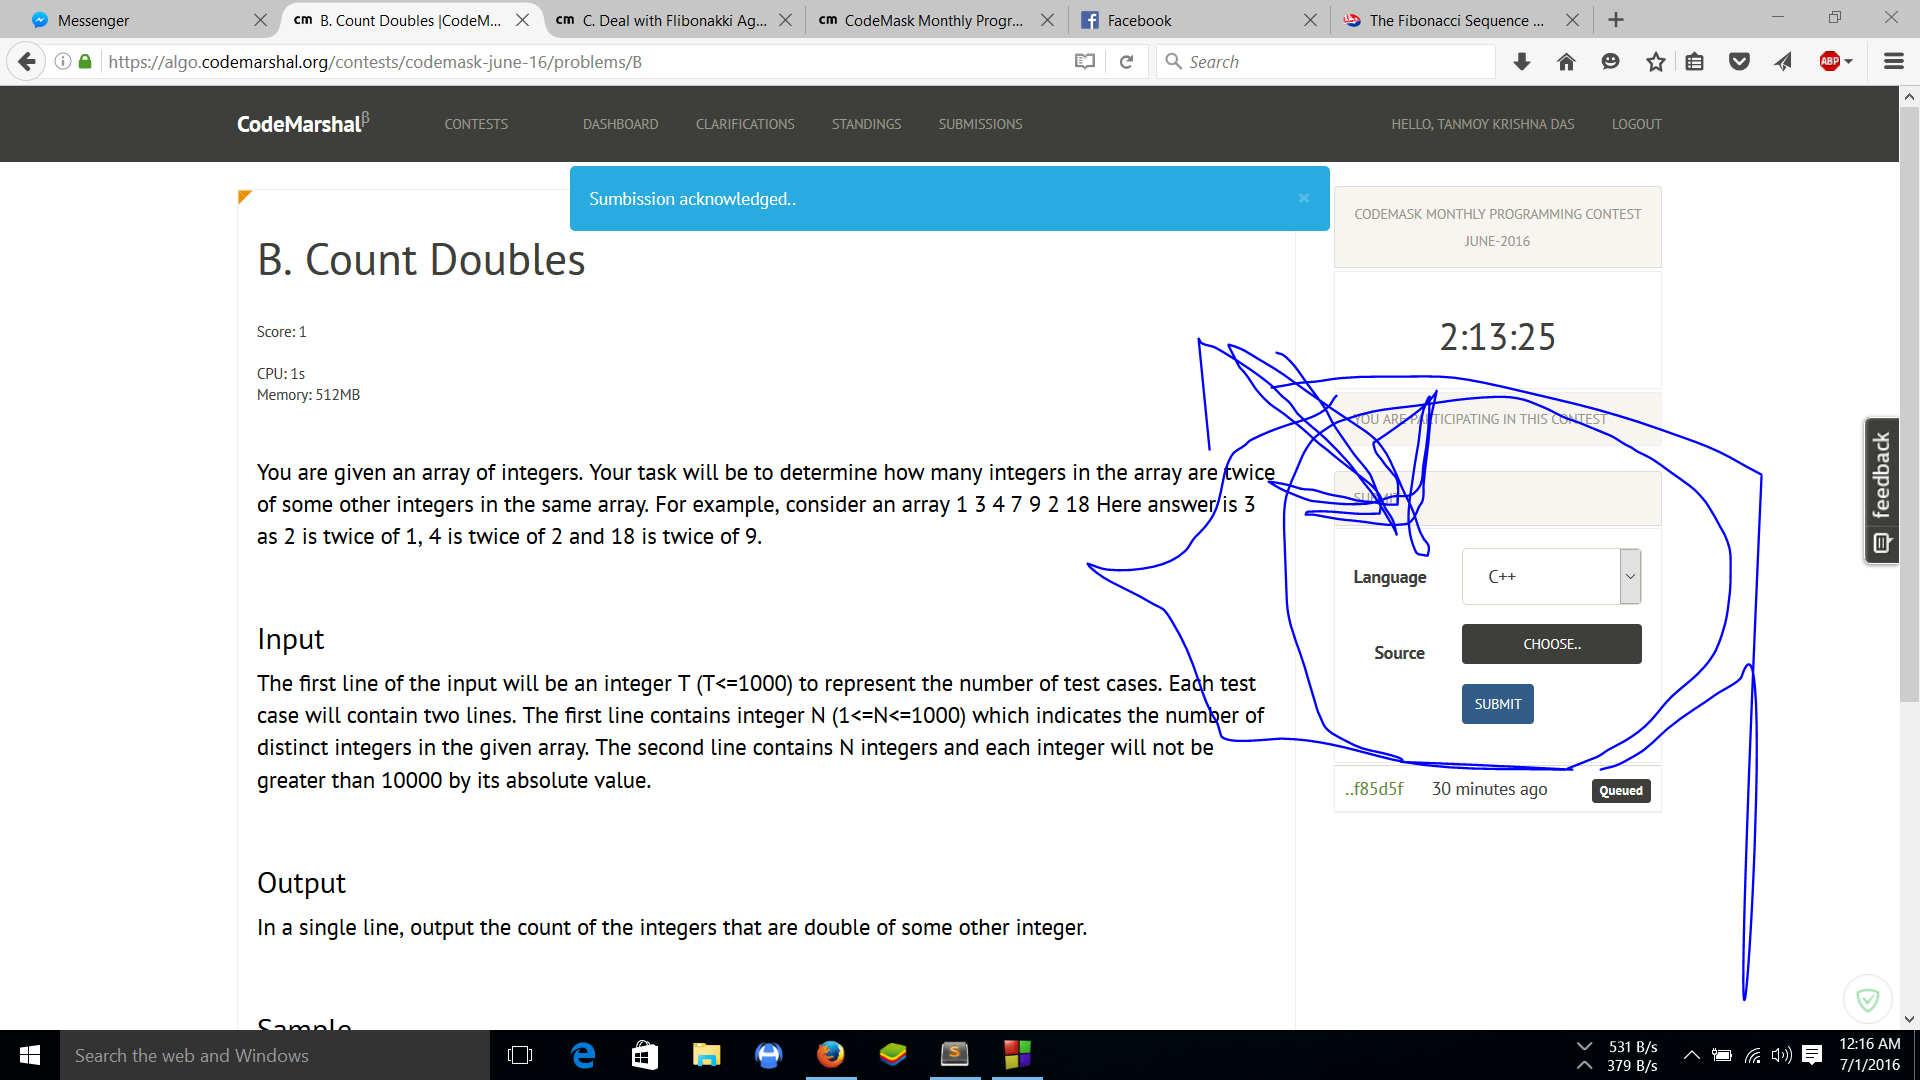 Messenger
B. Count Doubles |CodeM...
C. Deal with Flibonakki Ag...
CodeMask Monthly Progr...
Facebook
The Fibonacci Sequence ...
https://algo.codemarshal.org/contests/codemask-june-16/problems/B
Search
ABP
CodeMarshalβ
CONTESTS
DASHBOARD
CLARIFICATIONS
STANDINGS
SUBMISSIONS
HELLO, TANMOY KRISHNA DAS
LOGOUT
Sumbission acknowledged..
×
B. Count Doubles
Score: 1
CPU: 1s
Memory: 512MB
You are given an array of integers. Your task will be to determine how many integers in the array are twice
of some other integers in the same array. For example, consider an array 1 3 4 7 9 2 18 Here answer is 3
as 2 is twice of 1, 4 is twice of 2 and 18 is twice of 9.
Input
The first line of the input will be an integer T (T<=1000) to represent the number of test cases. Each test
case will contain two lines. The first line contains integer N (1<=N<=1000) which indicates the number of
distinct integers in the given array. The second line contains N integers and each integer will not be
greater than 10000 by its absolute value.
Output
In a single line, output the count of the integers that are double of some other integer.
Sample
CODEMASK MONTHLY PROGRAMMING CONTEST
JUNE-2016
2:13:25
YOU ARE PARTICIPATING IN THIS CONTEST
SUBMIT
Language
C++
Source
CHOOSE..
SUBMIT
..f85d5f
30 minutes ago
Queued
feedback
Search the web and Windows
531 B/s
379 B/s
12:16 AM
7/1/2016